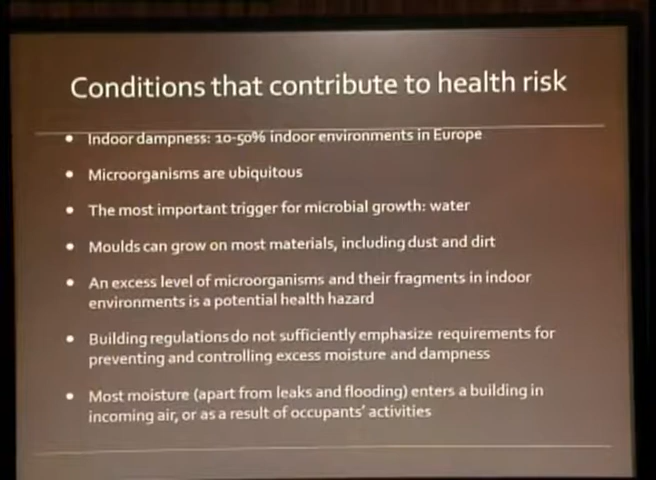 Conditions that contribute to health risk
• Indoor dampness: 10-50% indoor environments in Europe
• Microorganisms are ubiquitous
• The most important trigger for microbial growth: water
• Moulds can grow on most materials, including dust and dirt
• An excess level of microorganisms and their fragments in indoor
environments is a potential health hazard
• Building regulations do not sufficiently emphasize requirements for
preventing and controlling excess moisture and dampness
• Most moisture (apart from leaks and flooding) enters a building in
incoming air, or as a result of occupants' activities